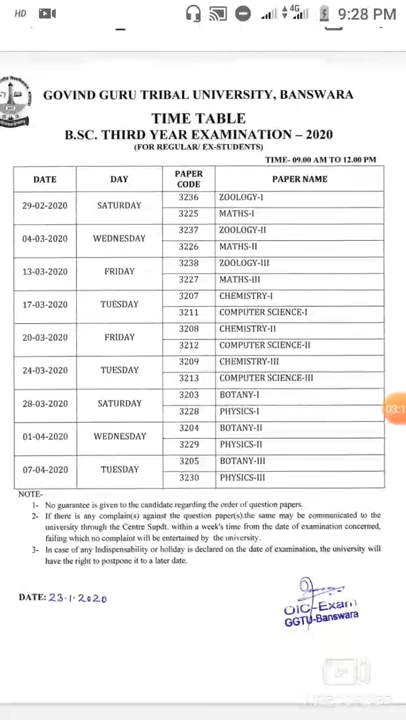 HD 4G 9:28 PM
GOVIND GURU TRIBAL UNIVERSITY, BANSWARA
TIME TABLE
B.SC. THIRD YEAR EXAMINATION – 2020
(FOR REGULAR/ EX-STUDENTS)
TIME- 09.00 AM TO 12.00 PM
DATE DAY PAPER CODE PAPER NAME
29-02-2020 SATURDAY 3236 ZOOLOGY-I
3225 MATHS-I
04-03-2020 WEDNESDAY 3237 ZOOLOGY-II
3226 MATHS-II
13-03-2020 FRIDAY 3238 ZOOLOGY-III
3227 MATHS-III
17-03-2020 TUESDAY 3207 CHEMISTRY-I
3211 COMPUTER SCIENCE-I
20-03-2020 FRIDAY 3208 CHEMISTRY-II
3212 COMPUTER SCIENCE-II
24-03-2020 TUESDAY 3209 CHEMISTRY-III
3213 COMPUTER SCIENCE-III
28-03-2020 SATURDAY 3203 BOTANY-I
3228 PHYSICS-I
01-04-2020 WEDNESDAY 3204 BOTANY-II
3229 PHYSICS-II
07-04-2020 TUESDAY 3205 BOTANY-III
3230 PHYSICS-III
NOTE-
1- No guarantee is given to the candidate regarding the order of question papers.
2- If there is any complain(s) against the question paper(s).the same may be communicated to the
university through the Centre Supdt. within a week's time from the date of examination concerned,
failing which no complaint will be entertained by the university.
3- In case of any Indispensability or holiday is declared on the date of examination, the university will
have the right to postpone it to a later date.
DATE: 23.1.2020
OIC-Exam
GGTU-Banswara
03:1